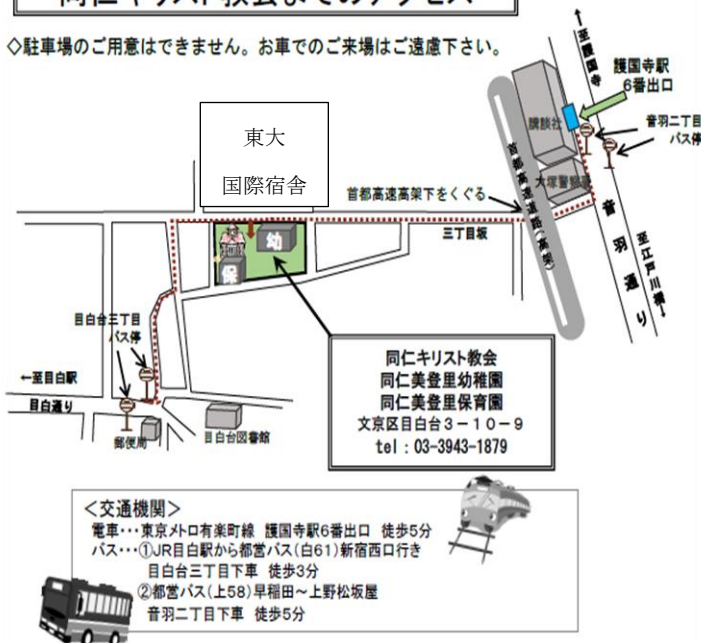 同仁キリスト教会までのアクセス
◇駐車場のご用意はできません。お車でのご来場はご遠慮下さい。
↑至護国寺
護国寺駅
6番出口
講談社
音羽二丁目
バス停
東大
国際宿舎
大塚警察署
首都高速高架下をくぐる
首都高速道路(高架)
三丁目坂
音羽通り
至江戸川橋↓
幼
保
目白台三丁目
バス停
←至目白駅
目白通り
郵便局
目白台図書館
同仁キリスト教会
同仁美登里幼稚園
同仁美登里保育園
文京区目白台3-10-9
tel：03-3943-1879
＜交通機関＞
電車・・・東京メトロ有楽町線 護国寺駅6番出口 徒歩5分
バス・・・①JR目白駅から都営バス(白61)新宿西口行き
目白台三丁目下車 徒歩3分
②都営バス(上58)早稲田～上野松坂屋
音羽二丁目下車 徒歩5分